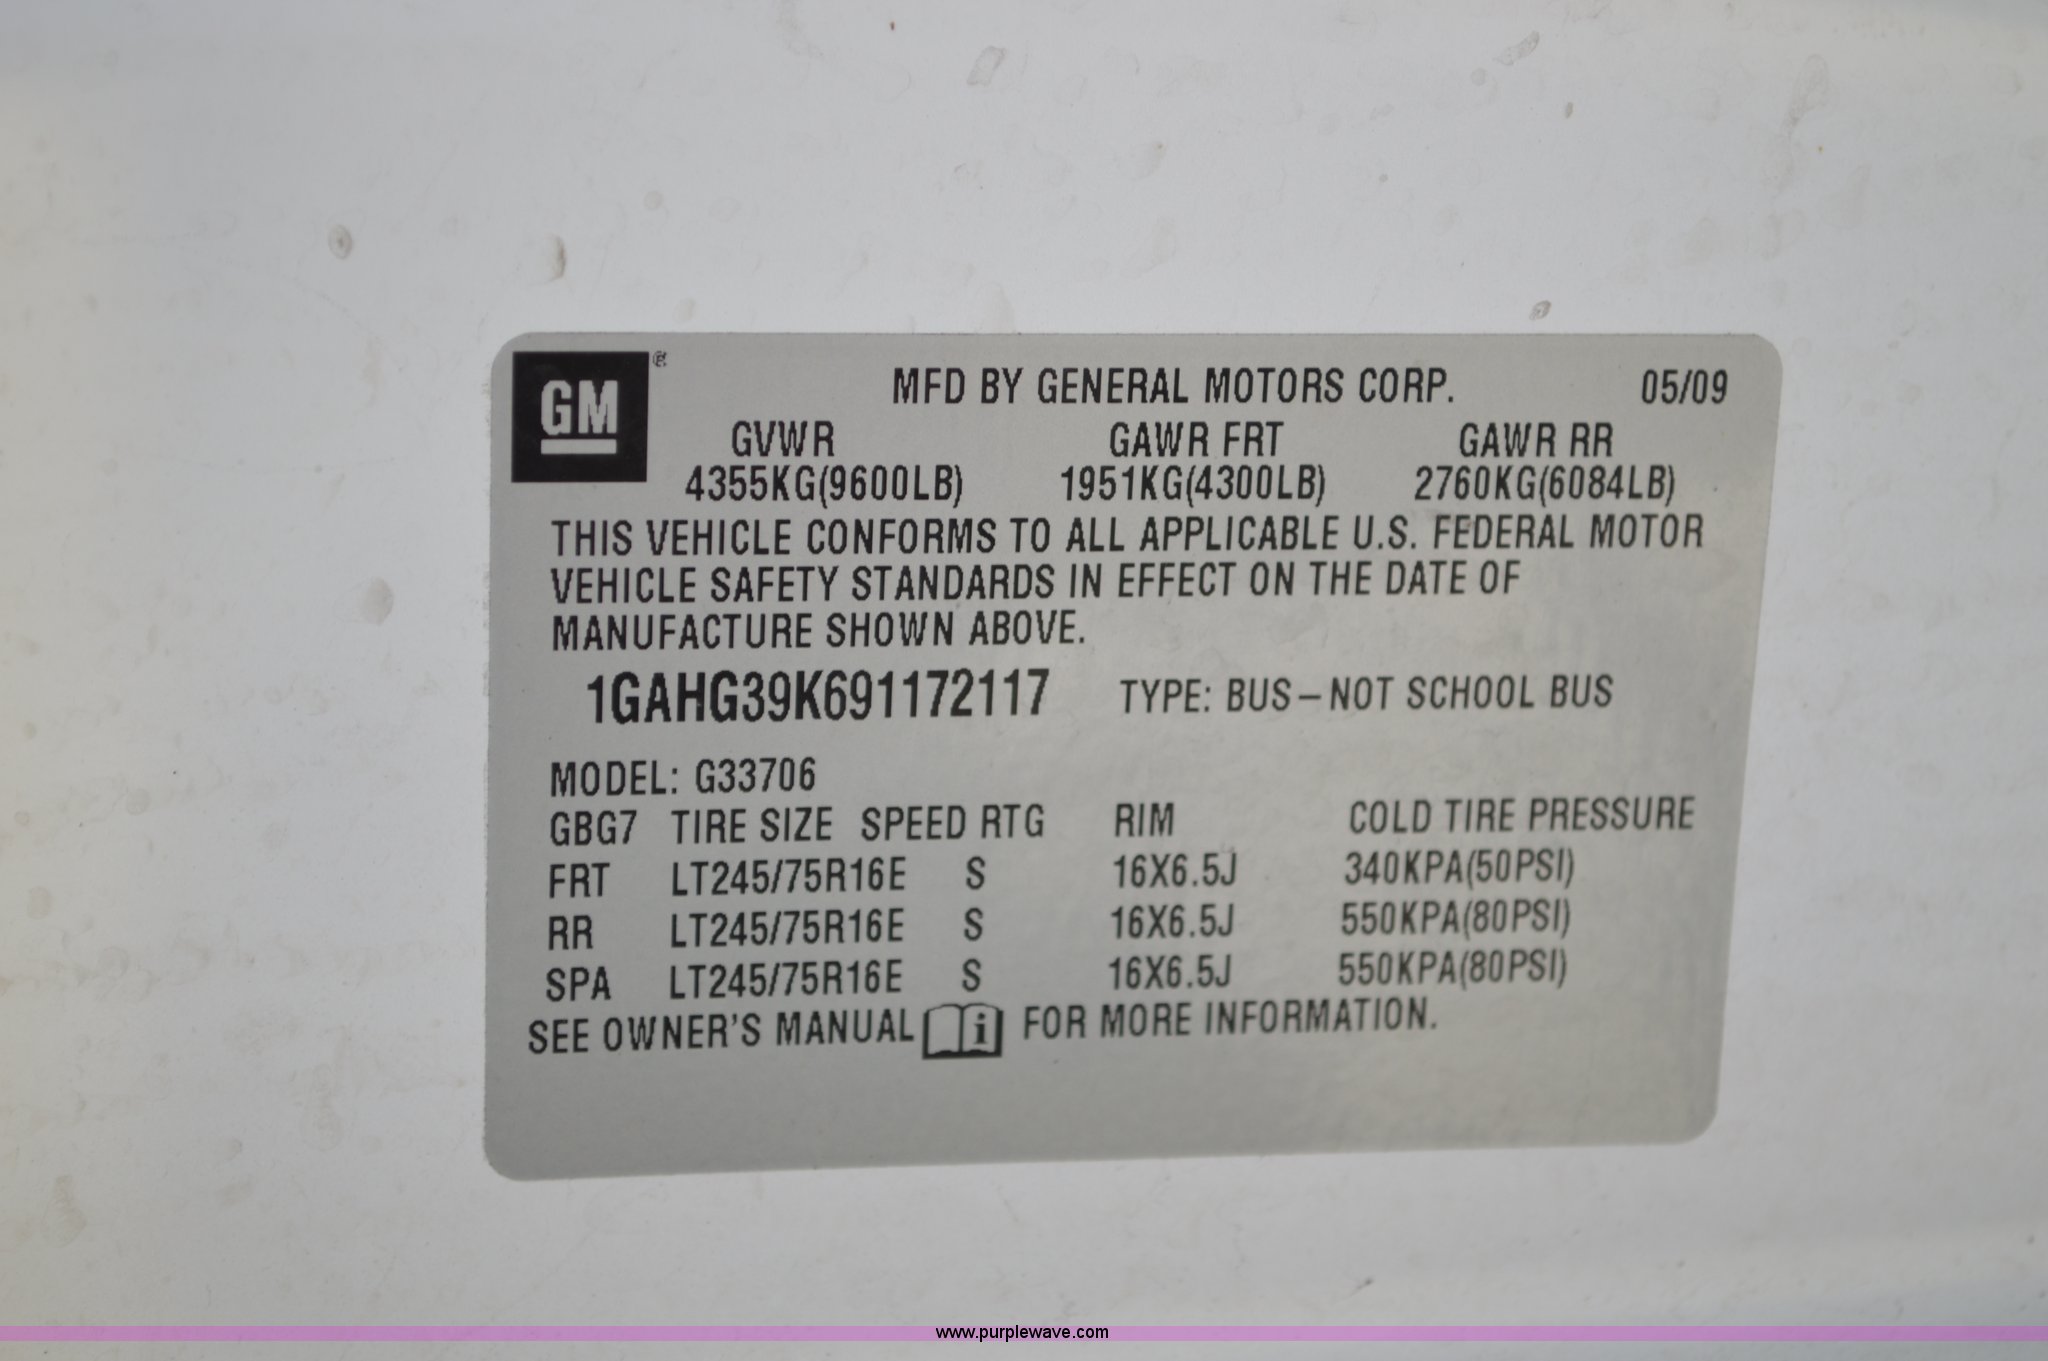 GM ®
MFD BY GENERAL MOTORS CORP. 05/09
GVWR GAWR FRT GAWR RR
4355KG(9600LB) 1951KG(4300LB) 2760KG(6084LB)
THIS VEHICLE CONFORMS TO ALL APPLICABLE U.S. FEDERAL MOTOR
VEHICLE SAFETY STANDARDS IN EFFECT ON THE DATE OF
MANUFACTURE SHOWN ABOVE.
1GAHG39K691172117 TYPE: BUS – NOT SCHOOL BUS
MODEL: G33706
GBG7 TIRE SIZE SPEED RTG RIM COLD TIRE PRESSURE
FRT LT245/75R16E S 16X6.5J 340KPA(50PSI)
RR LT245/75R16E S 16X6.5J 550KPA(80PSI)
SPA LT245/75R16E S 16X6.5J 550KPA(80PSI)
SEE OWNER'S MANUAL i FOR MORE INFORMATION.
www.purplewave.com